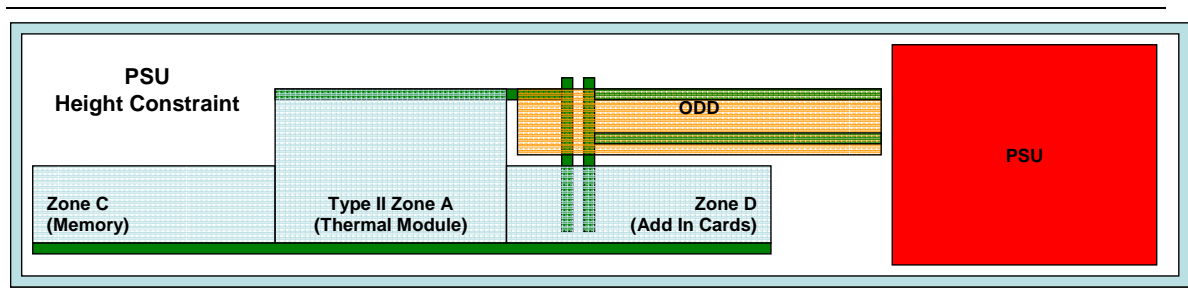 PSU
Height Constraint
ODD
PSU
Zone C
(Memory)
Type II Zone A
(Thermal Module)
Zone D
(Add In Cards)